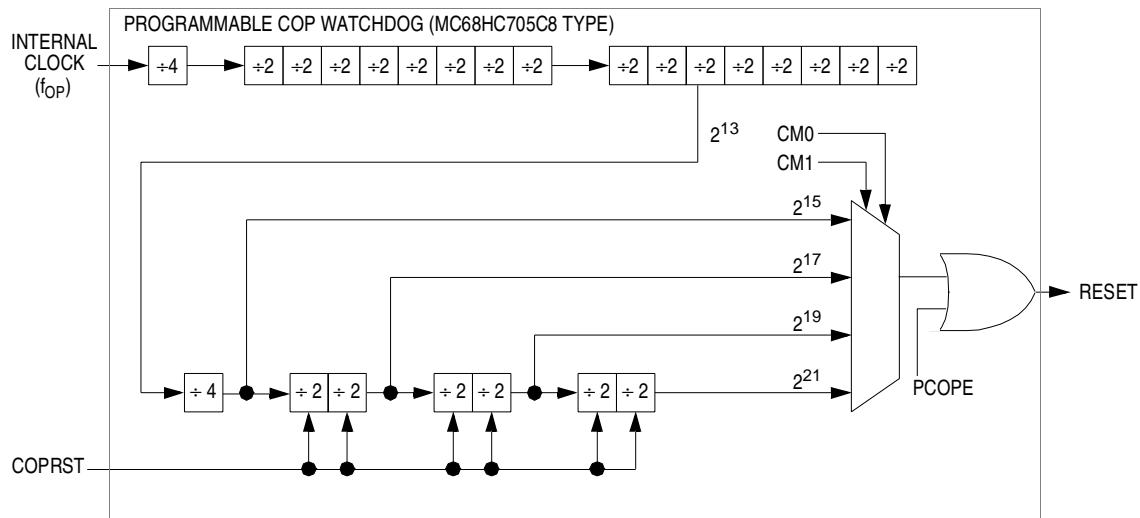 PROGRAMMABLE COP WATCHDOG (MC68HC705C8 TYPE)
INTERNAL
CLOCK
(fOP)
÷4
÷2 ÷2 ÷2 ÷2 ÷2 ÷2 ÷2 ÷2
÷2 ÷2 ÷2 ÷2 ÷2 ÷2 ÷2 ÷2
2^13
CM0
CM1
2^15
2^17
2^19
2^21
RESET
PCOPE
÷ 4
÷ 2 ÷ 2
÷ 2 ÷ 2
÷ 2 ÷ 2
COPRST